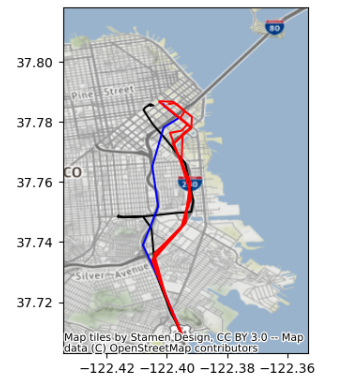 80
37.80
Pine Street
37.78
CO
37.76
37.74
Silver Avenue
37.72
Map tiles by Stamen Design, CC BY 3.0 -- Map
data (C) OpenStreetMap contributors
−122.42 −122.40 −122.38 −122.36